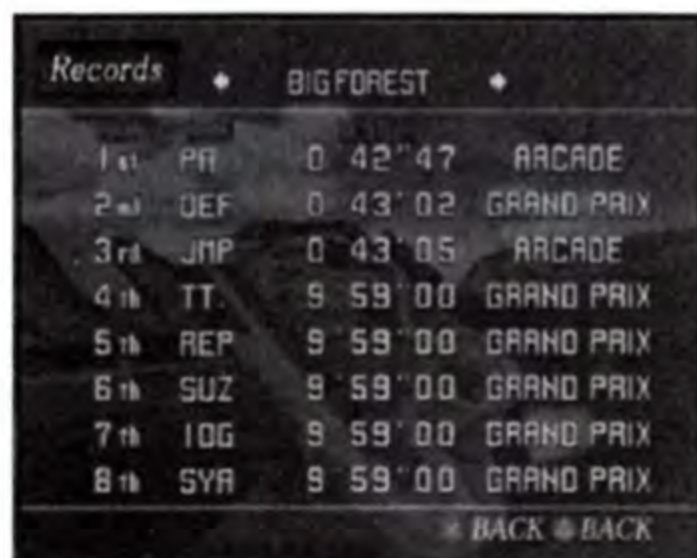 Records ◆ BIG FOREST ◆
1st PA 0'42"47 ARCADE
2nd DEF 0'43"02 GRAND PRIX
3rd JMP 0'43"05 ARCADE
4th TT. 9'59"00 GRAND PRIX
5th REP 9'59"00 GRAND PRIX
6th SUZ 9'59"00 GRAND PRIX
7th IOG 9'59"00 GRAND PRIX
8th SYA 9'59"00 GRAND PRIX
BACK BACK